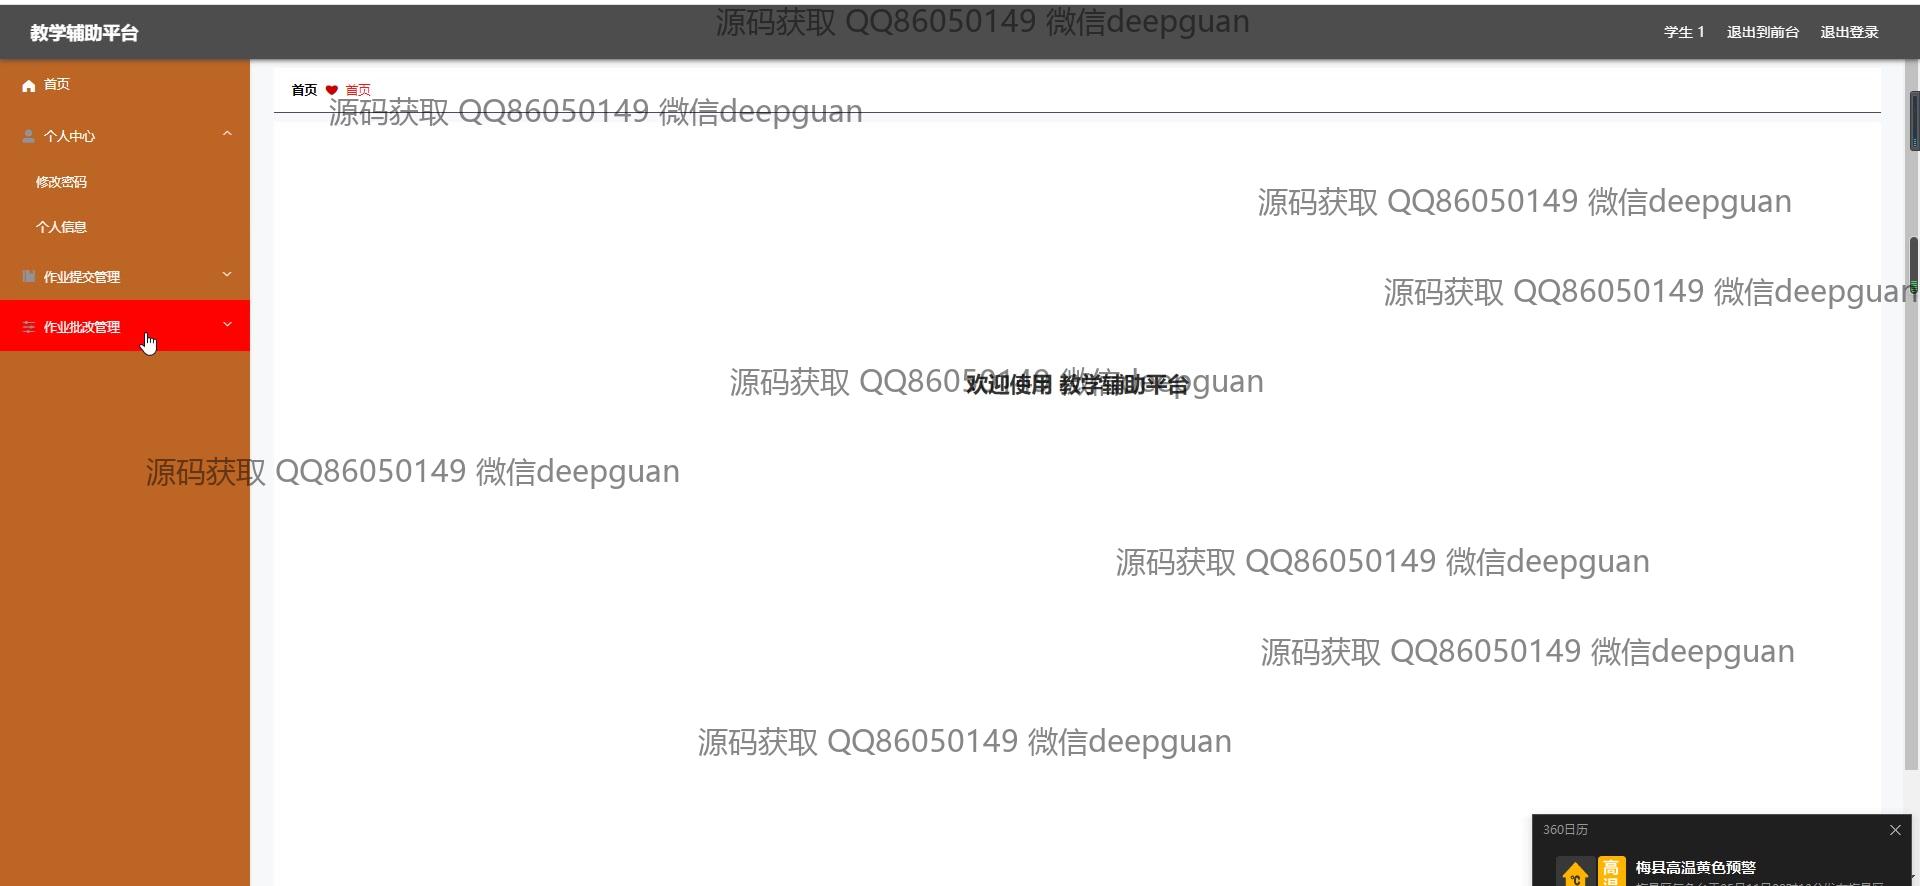 源码获取 QQ86050149 微信deepguan
教学辅助平台
学生 1 退出到前台 退出登录
首页
首页 首页
源码获取 QQ86050149 微信deepguan
个人中心
修改密码
源码获取 QQ86050149 微信deepguan
个人信息
作业提交管理
源码获取 QQ86050149 微信deepguan
作业批改管理
源码获取 QQ86050149 微信deepguan
欢迎使用 教学辅助平台
源码获取 QQ86050149 微信deepguan
源码获取 QQ86050149 微信deepguan
源码获取 QQ86050149 微信deepguan
源码获取 QQ86050149 微信deepguan
360日历
℃
高温
梅县高温黄色预警